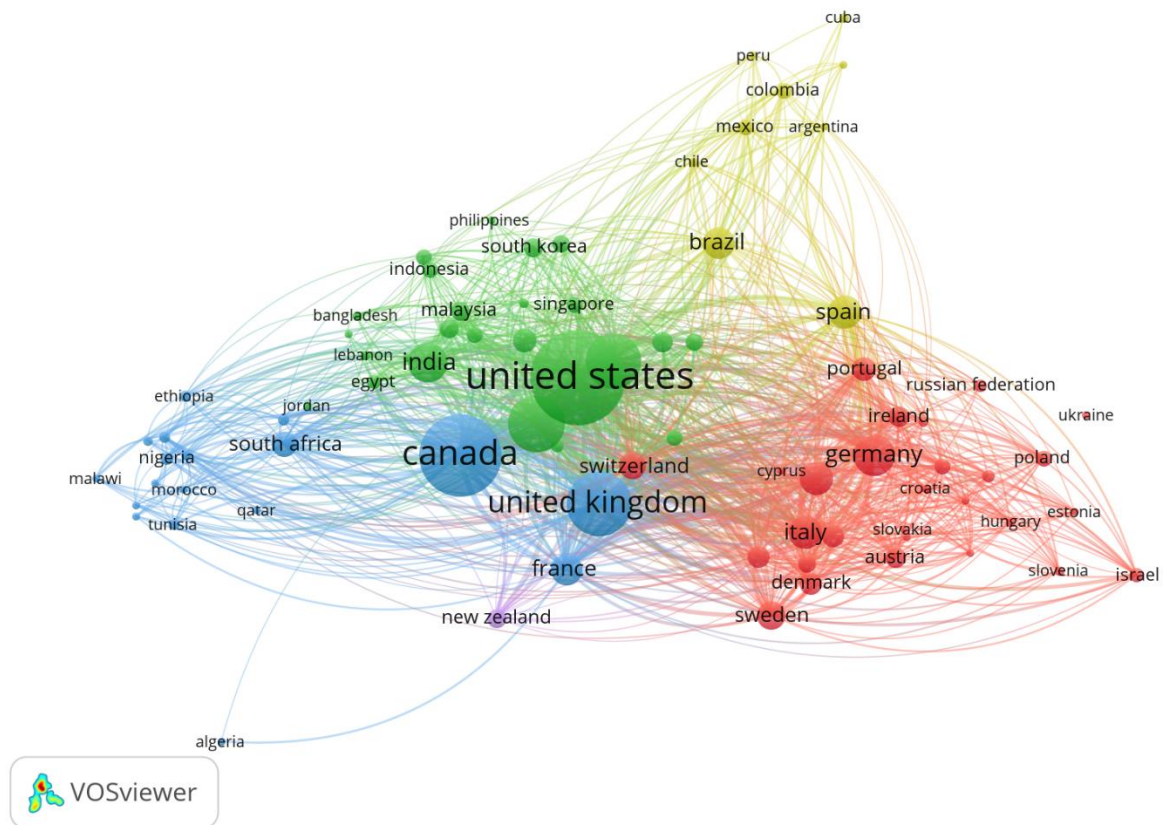 cuba
peru
colombia
mexico
argentina
chile
philippines
south korea
brazil
indonesia
singapore
malaysia
bangladesh
spain
lebanon
india
egypt
united states
portugal
russian federation
ethiopia
jordan
ireland
ukraine
south africa
canada
nigeria
switzerland
germany
poland
cyprus
malawi
morocco
croatia
qatar
united kingdom
estonia
tunisia
italy
slovakia
hungary
austria
france
denmark
slovenia
israel
new zealand
sweden
algeria
VOSviewer